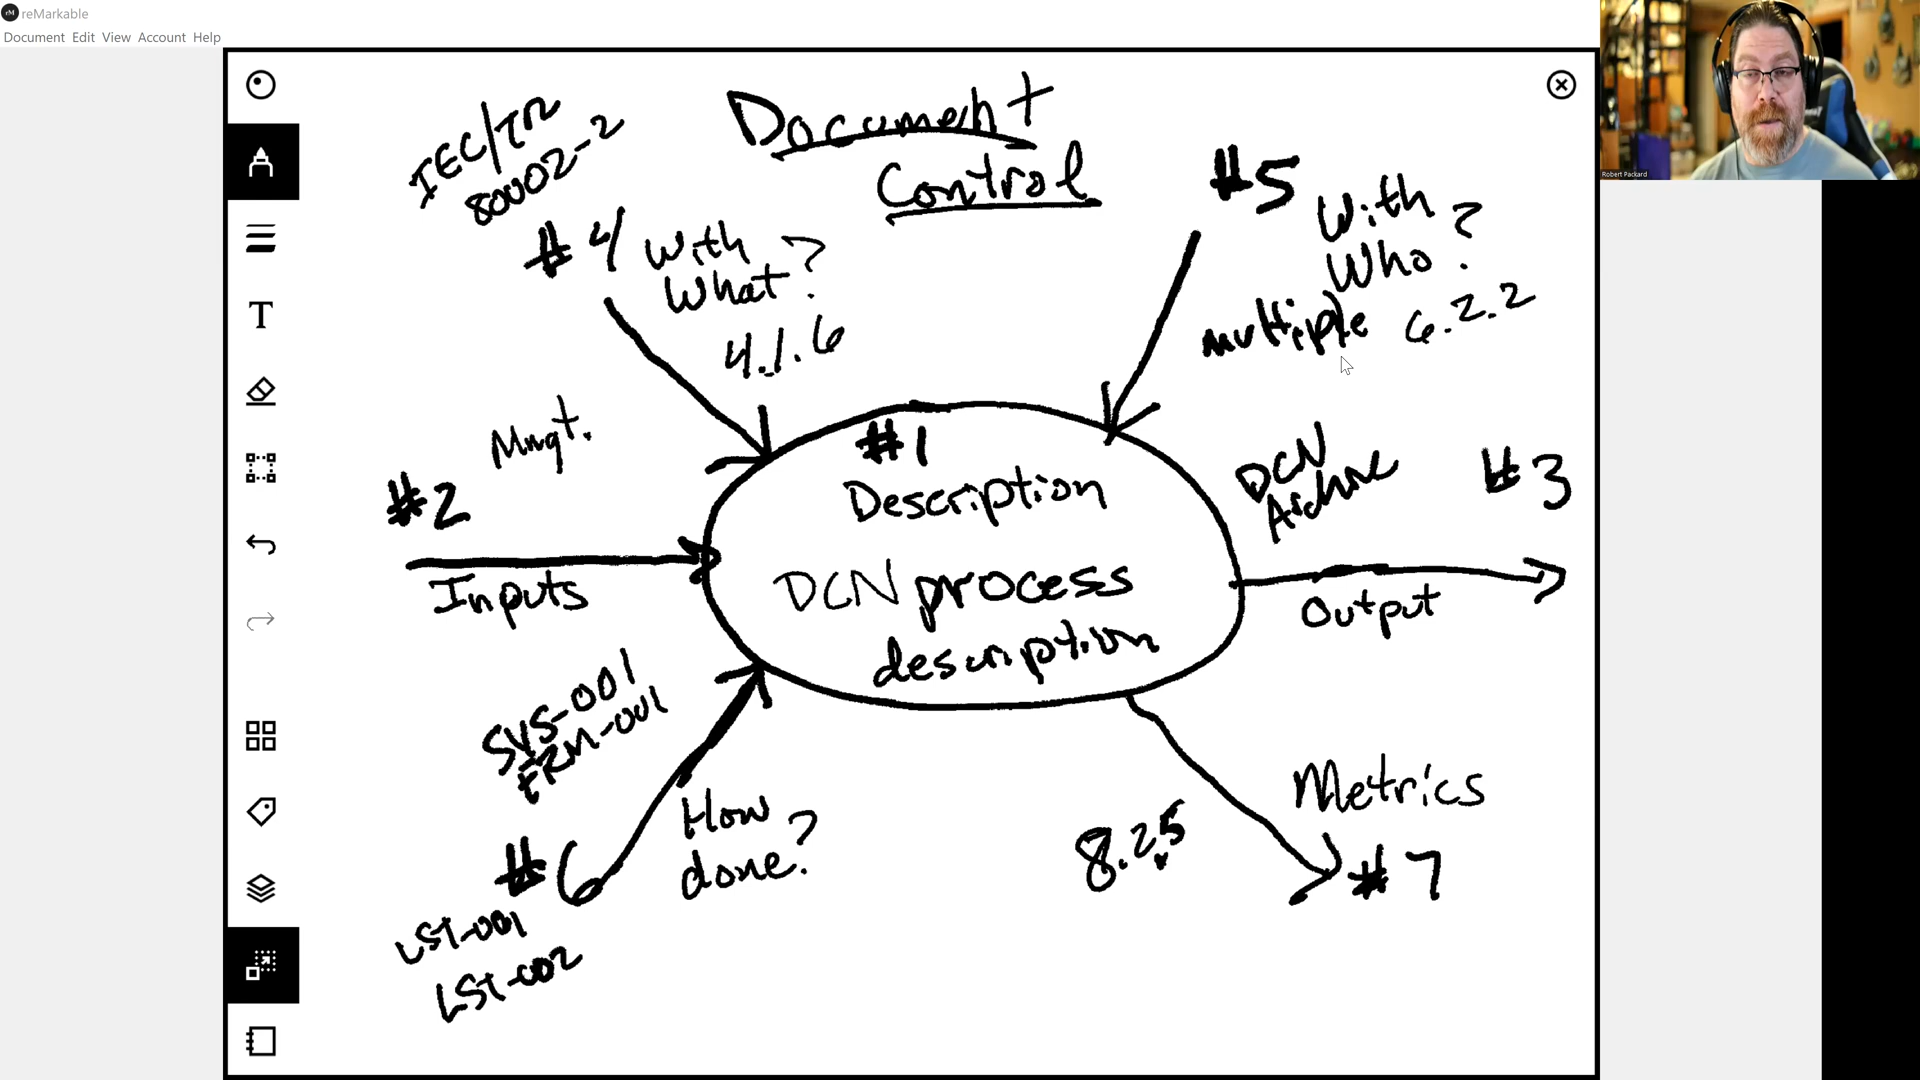 rM reMarkable
Document Edit View Account Help
Robert Packard
Document
Control
IEC/TR
80002-2
#4 With
What?
4.1.6
#5 With
Who?
multiple 6.2.2
Mngt.
#2
Inputs
#1
Description
DCN process
description
DCN
Archive
#3
Output
SYS-001
FRM-001
How
done?
#6
LST-001
LST-002
Metrics
8.2.5
#7
T